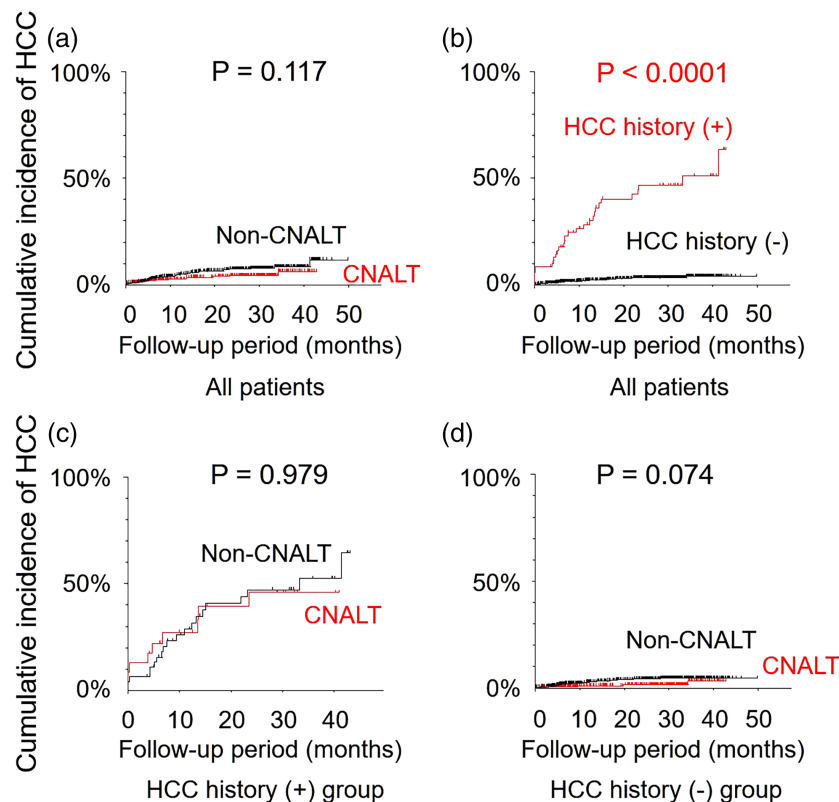 (a)
P = 0.117
Cumulative incidence of HCC
100%
50%
0%
Non-CNALT
CNALT
0 10 20 30 40 50
Follow-up period (months)
All patients
(b)
P < 0.0001
100%
50%
0%
HCC history (+)
HCC history (-)
0 10 20 30 40 50
Follow-up period (months)
All patients
(c)
P = 0.979
Cumulative incidence of HCC
100%
50%
0%
Non-CNALT
CNALT
0 10 20 30 40
Follow-up period (months)
HCC history (+) group
(d)
P = 0.074
100%
50%
0%
Non-CNALT
CNALT
0 10 20 30 40 50
Follow-up period (months)
HCC history (-) group